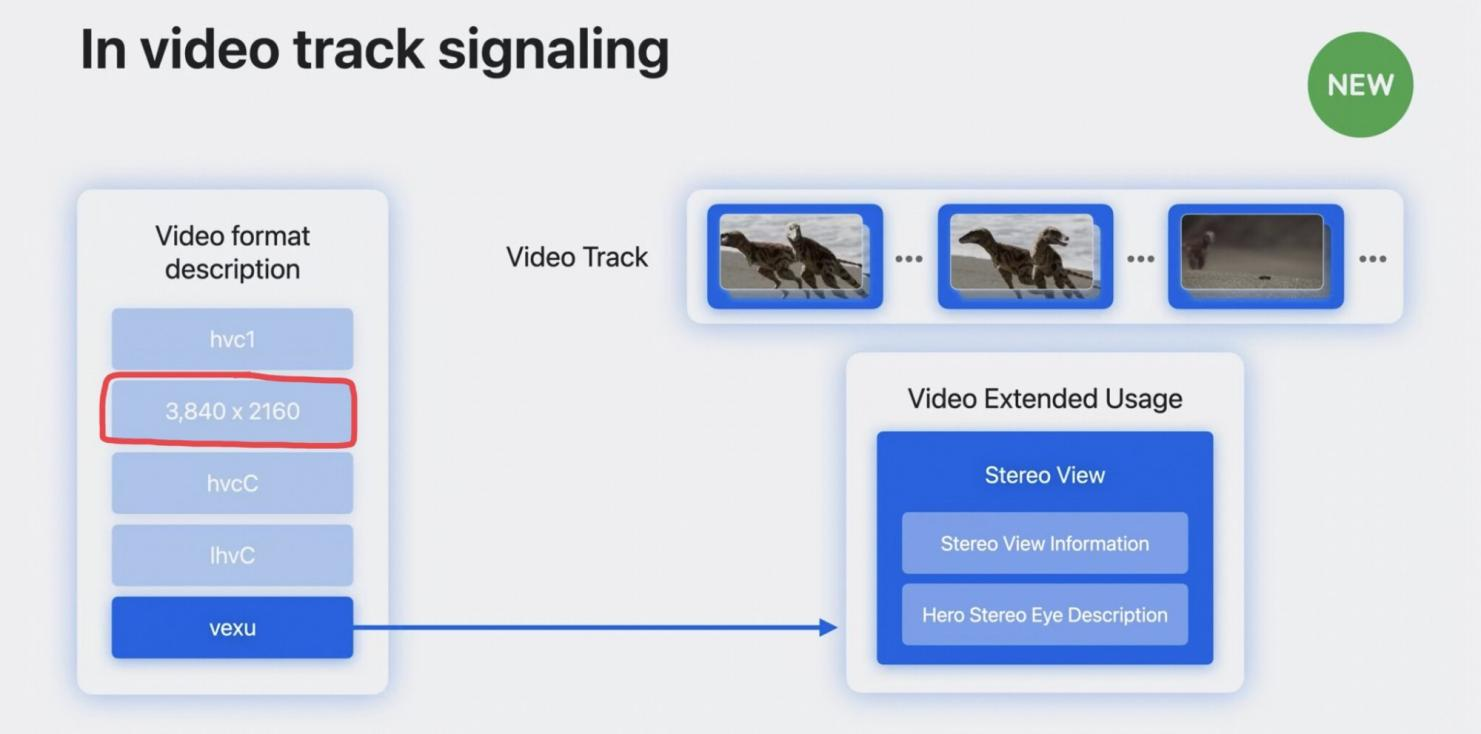 In video track signaling
NEW
Video format
description
hvc1
3,840 x 2160
hvcC
lhvC
vexu
Video Track
Video Extended Usage
Stereo View
Stereo View Information
Hero Stereo Eye Description